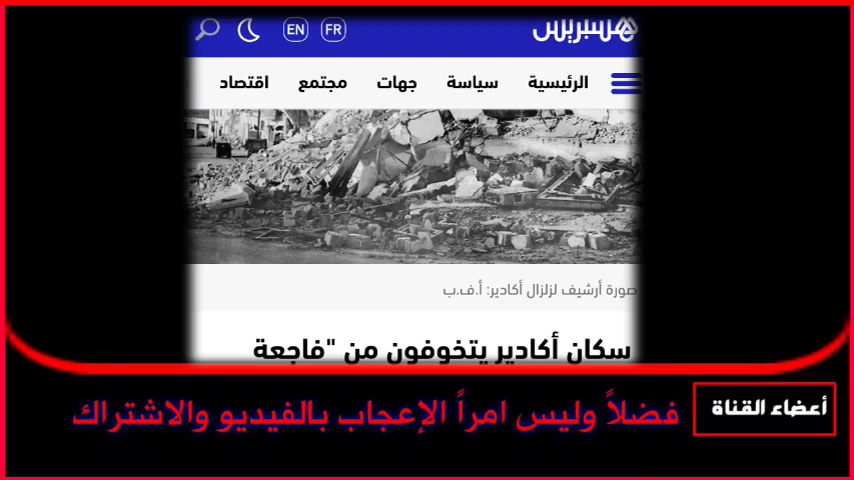 هسبريس
FR
EN
الرئيسية سياسة جهات مجتمع اقتصاد
صورة أرشيف لزلزال أكادير: أ.ف.ب
سكان أكادير يتخوفون من "فاجعة
أعضاء القناة
فضلاً وليس امراً الإعجاب بالفيديو والاشتراك